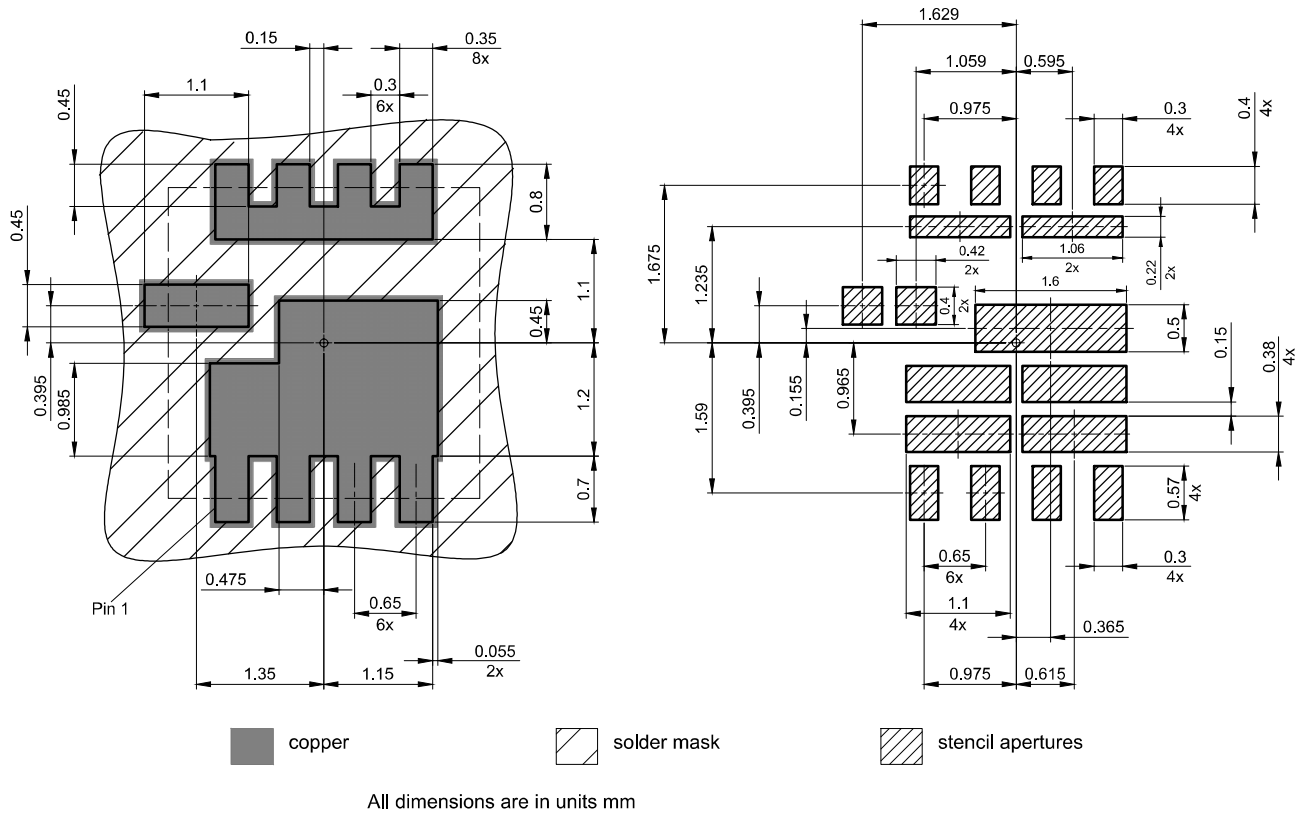 1.629
0.15
0.35
8x
1.059
0.595
1.1
0.3
6x
0.975
0.3
4x
0.4
4x
0.45
0.8
0.45
1.1
0.45
0.395
0.985
1.2
0.7
Pin 1
0.475
0.65
6x
0.055
2x
1.35
1.15
1.675
1.235
0.42
2x
1.06
2x
0.22
2x
0.4
2x
1.6
0.5
0.15
0.38
4x
0.395
0.155
0.965
1.59
0.57
4x
0.65
6x
0.3
4x
1.1
4x
0.365
0.975
0.615
copper
solder mask
stencil apertures
All dimensions are in units mm